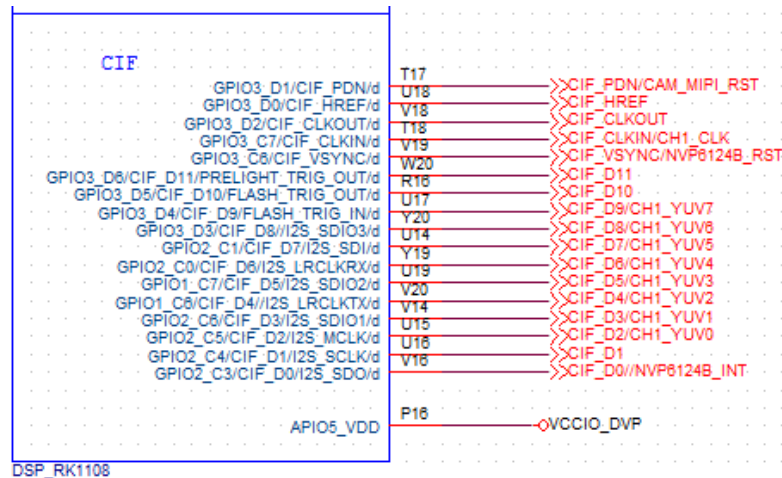 CIF
GPIO3_D1/CIF_PDN/d T17 CIF_PDN/CAM_MIPI_RST
GPIO3_D0/CIF_HREF/d U18 CIF_HREF
GPIO3_D2/CIF_CLKOUT/d V18 CIF_CLKOUT
GPIO3_C7/CIF_CLKIN/d T18 CIF_CLKIN/CH1_CLK
GPIO3_C6/CIF_VSYNC/d V19 CIF_VSYNC/NVP6124B_RST
GPIO3_D6/CIF_D11/PRELIGHT_TRIG_OUT/d W20 CIF_D11
GPIO3_D5/CIF_D10/FLASH_TRIG_OUT/d R16 CIF_D10
GPIO3_D4/CIF_D9/FLASH_TRIG_IN/d U17 CIF_D9/CH1_YUV7
GPIO3_D3/CIF_D8//I2S_SDIO3/d Y20 CIF_D8/CH1_YUV6
GPIO2_C1/CIF_D7/I2S_SDI/d U14 CIF_D7/CH1_YUV5
GPIO2_C0/CIF_D6/I2S_LRCLKRX/d Y19 CIF_D6/CH1_YUV4
GPIO1_C7/CIF_D5/I2S_SDIO2/d U19 CIF_D5/CH1_YUV3
GPIO1_C6/CIF_D4//I2S_LRCLKTX/d V20 CIF_D4/CH1_YUV2
GPIO2_C6/CIF_D3/I2S_SDIO1/d V14 CIF_D3/CH1_YUV1
GPIO2_C5/CIF_D2/I2S_MCLK/d U15 CIF_D2/CH1_YUV0
GPIO2_C4/CIF_D1/I2S_SCLK/d U16 CIF_D1
GPIO2_C3/CIF_D0/I2S_SDO/d V16 CIF_D0//NVP6124B_INT
APIO5_VDD P16 VCCIO_DVP
DSP_RK1108